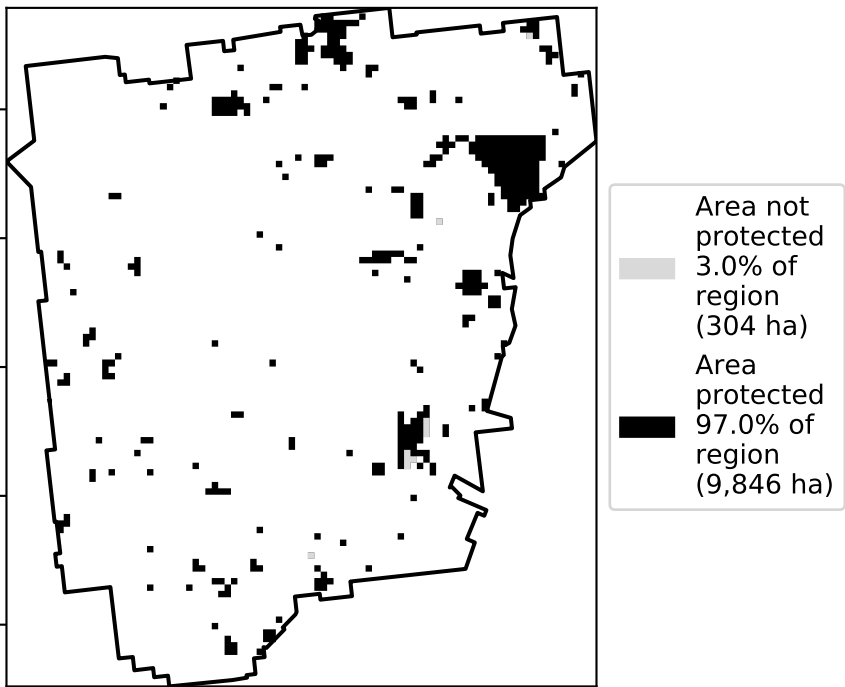 Area not
protected
3.0% of
region
(304 ha)
Area
protected
97.0% of
region
(9,846 ha)